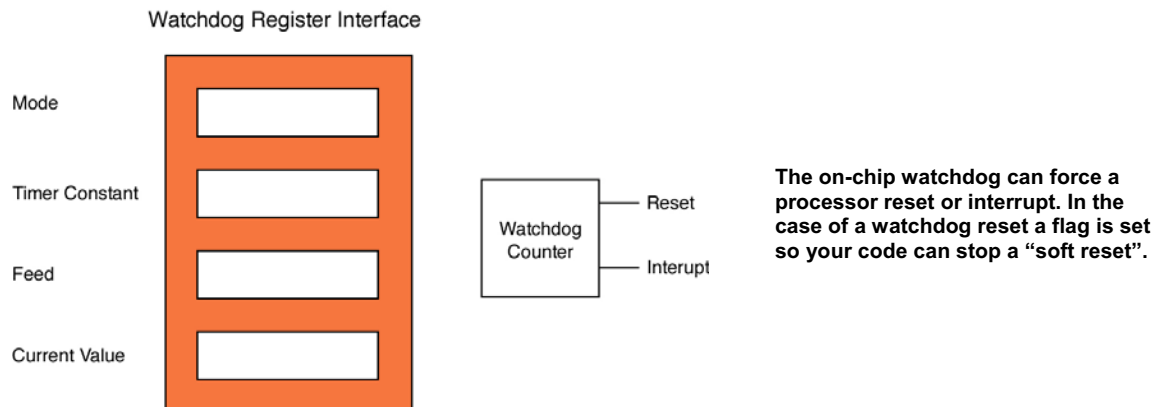 Watchdog Register Interface
Mode
Timer Constant
Feed
Current Value
Watchdog
Counter
Reset
Interupt
The on-chip watchdog can force a
processor reset or interrupt. In the
case of a watchdog reset a flag is set
so your code can stop a “soft reset”.